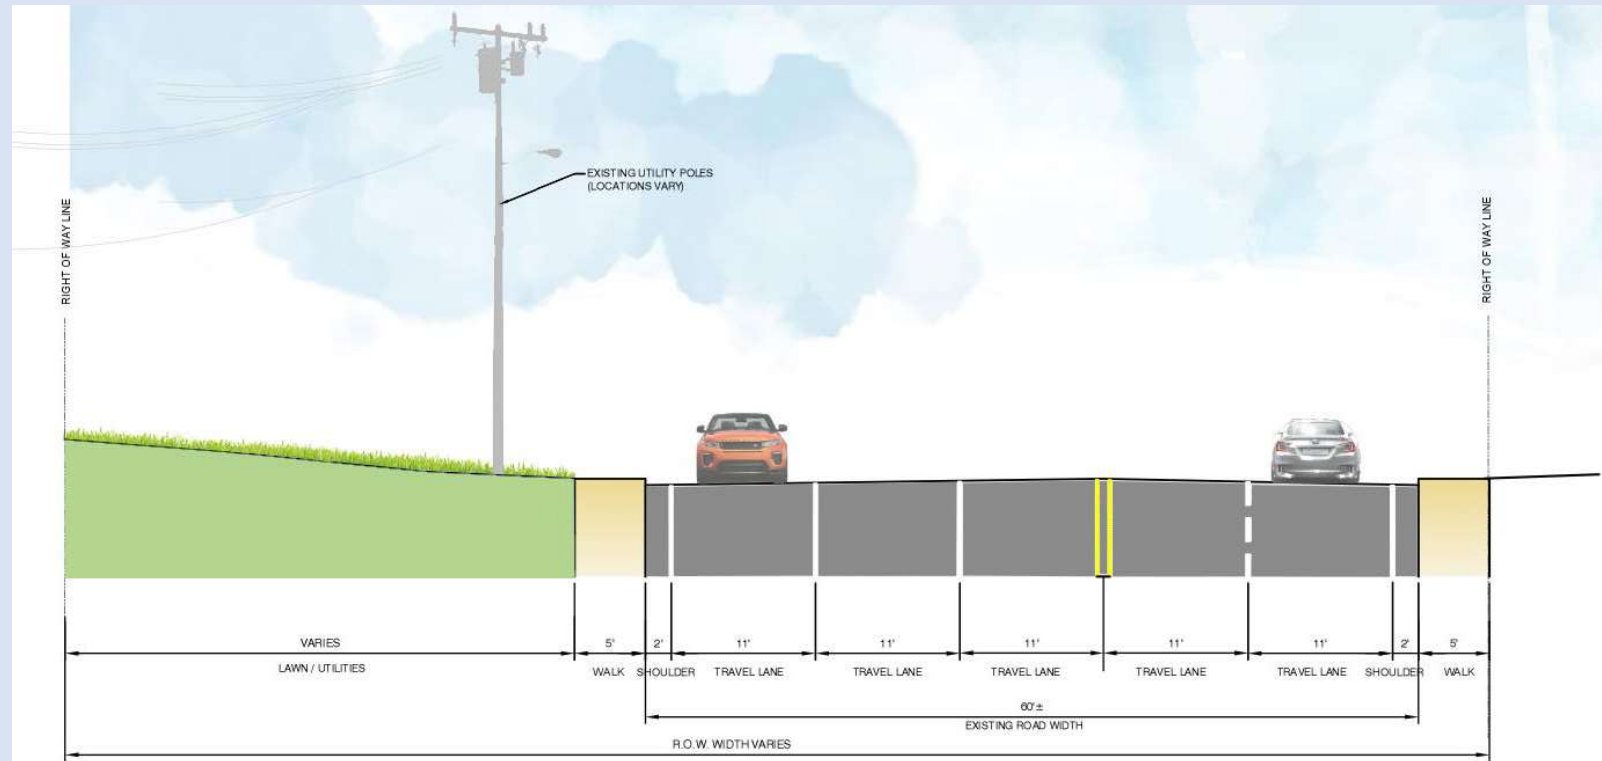 EXISTING UTILITY POLES
(LOCATIONS VARY)
RIGHT OF WAY LINE
RIGHT OF WAY LINE
VARIES
5'
2'
11'
11'
11'
11'
11'
2'
5'
LAWN / UTILITIES
WALK
SHOULDER
TRAVEL LANE
TRAVEL LANE
TRAVEL LANE
TRAVEL LANE
TRAVEL LANE
SHOULDER
WALK
60'±
EXISTING ROAD WIDTH
R.O.W. WIDTH VARIES